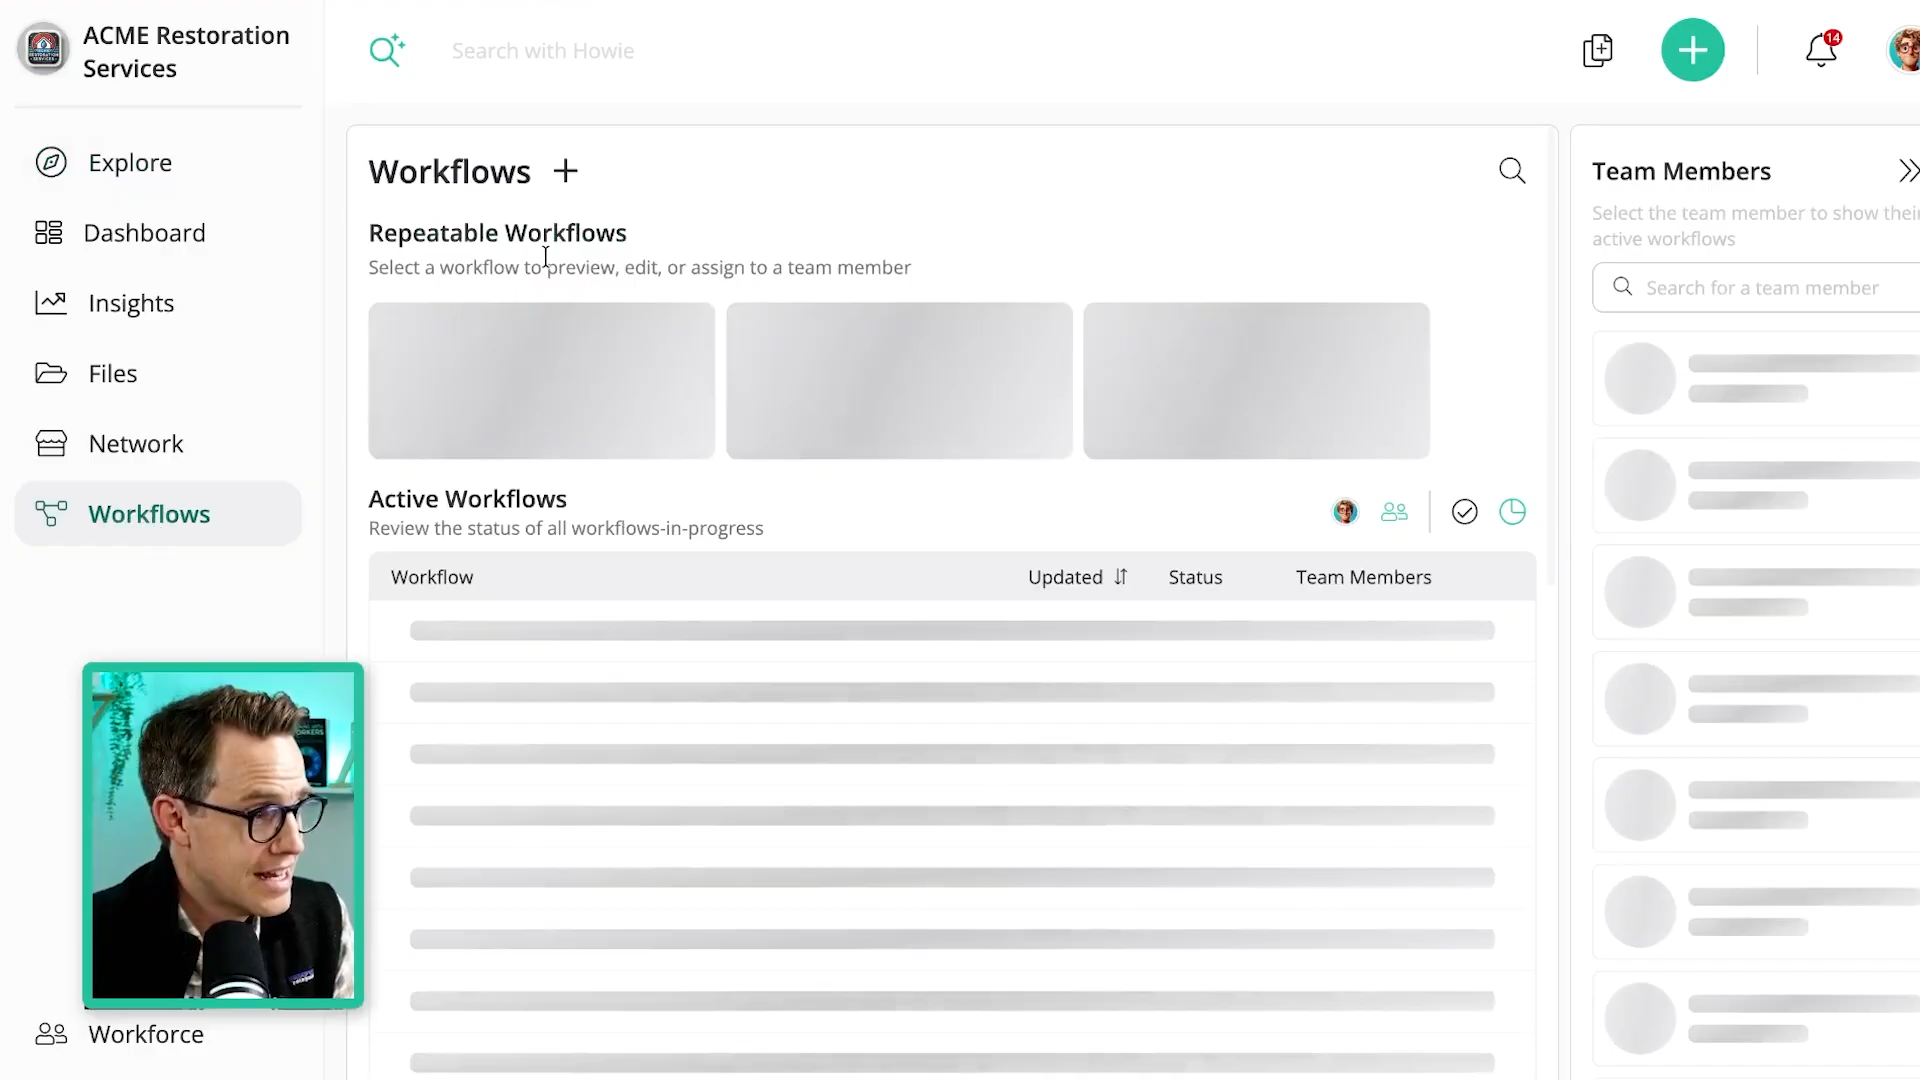 ACME Restoration
Services
Search with Howie
14
Explore
Dashboard
Insights
Files
Network
Workflows
Workforce
Workflows
Repeatable Workflows
Select a workflow to preview, edit, or assign to a team member
Active Workflows
Review the status of all workflows-in-progress
Workflow Updated Status Team Members
Team Members
Select the team member to show their
active workflows
Search for a team member